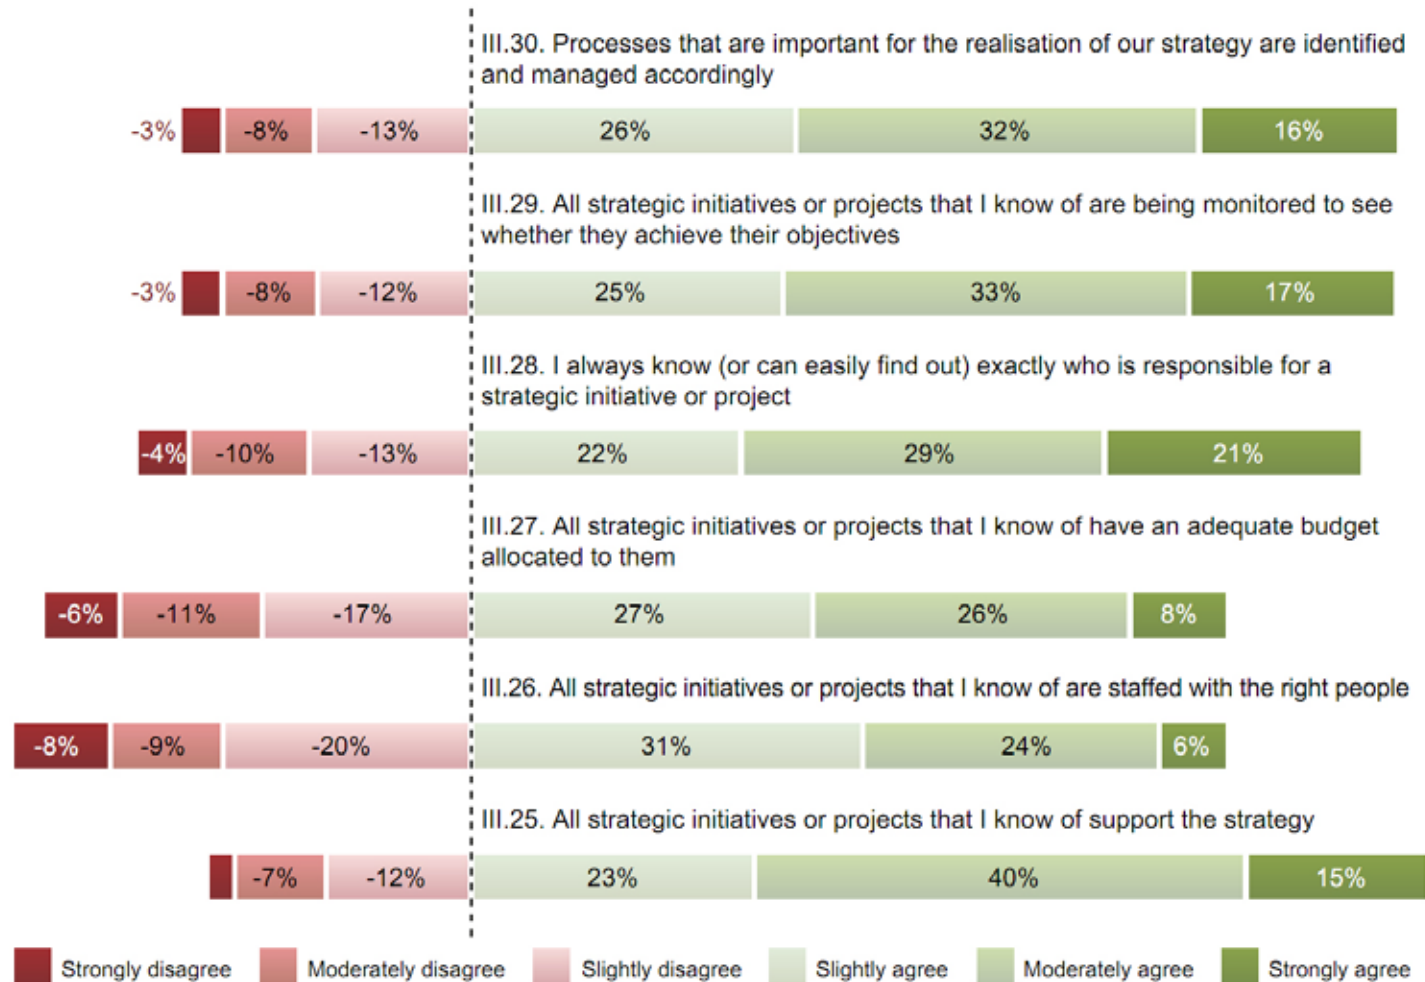 III.30. Processes that are important for the realisation of our strategy are identified
and managed accordingly
-3% -8% -13% 26% 32% 16%
III.29. All strategic initiatives or projects that I know of are being monitored to see
whether they achieve their objectives
-3% -8% -12% 25% 33% 17%
III.28. I always know (or can easily find out) exactly who is responsible for a
strategic initiative or project
-4% -10% -13% 22% 29% 21%
III.27. All strategic initiatives or projects that I know of have an adequate budget
allocated to them
-6% -11% -17% 27% 26% 8%
III.26. All strategic initiatives or projects that I know of are staffed with the right people
-8% -9% -20% 31% 24% 6%
III.25. All strategic initiatives or projects that I know of support the strategy
-7% -12% 23% 40% 15%
Strongly disagree Moderately disagree Slightly disagree Slightly agree Moderately agree Strongly agree